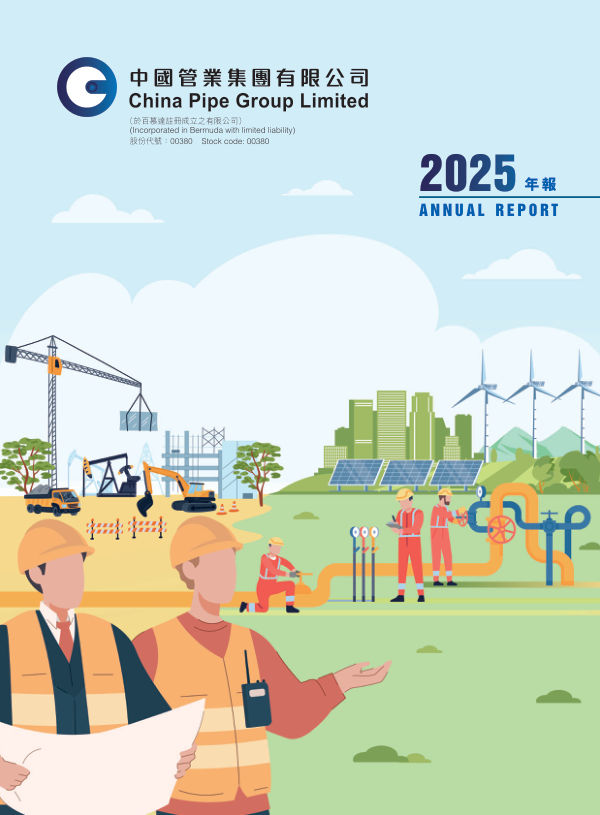 中國管業集團有限公司
China Pipe Group Limited
（於百慕達註冊成立之有限公司）
(Incorporated in Bermuda with limited liability)
股份代號：00380 Stock code: 00380
2025 年報
ANNUAL REPORT